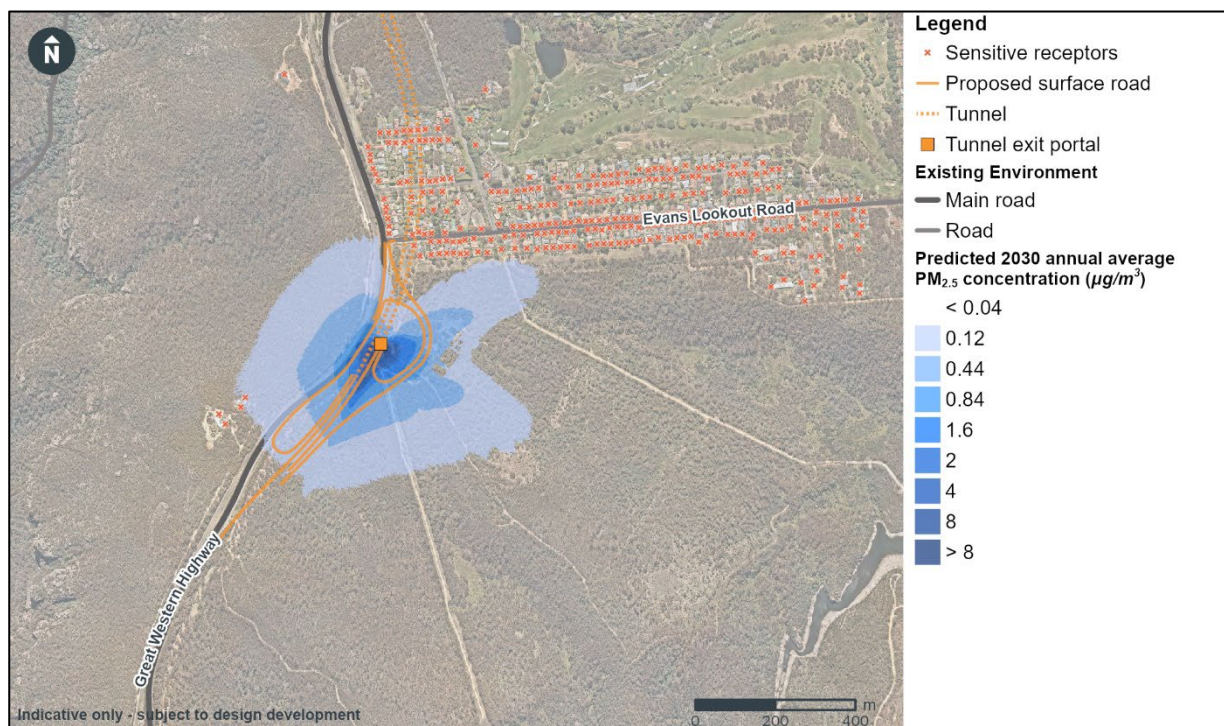 N
Evans Lookout Road
Great Western Highway
Indicative only - subject to design development
m
0 200 400
Legend
Sensitive receptors
Proposed surface road
Tunnel
Tunnel exit portal
Existing Environment
Main road
Road
Predicted 2030 annual average
PM2.5 concentration (µg/m³)
< 0.04
0.12
0.44
0.84
1.6
2
4
8
> 8